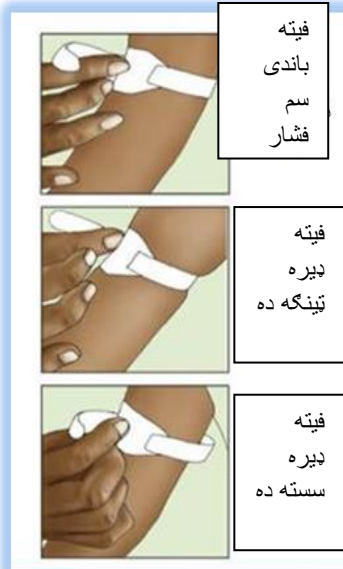 فیته
باندی
سم
فشار
فیته
ډیره
ټینګه ده
فیته
ډیره
سسته ده